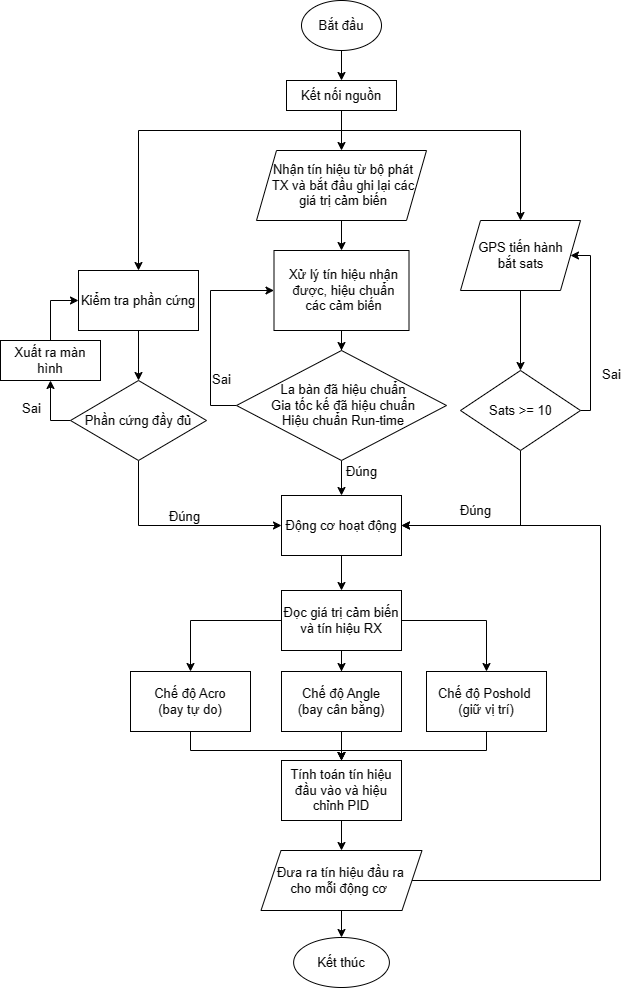 Bắt đầu
Kết nối nguồn
Nhận tín hiệu từ bộ phát
TX và bắt đầu ghi lại các
giá trị cảm biến
GPS tiến hành
bắt sats
Kiểm tra phần cứng
Xử lý tín hiệu nhận
được, hiệu chuẩn
các cảm biến
Xuất ra màn
hình
Sai
Sai
Sai
Phần cứng đầy đủ
La bàn đã hiệu chuẩn
Gia tốc kế đã hiệu chuẩn
Hiệu chuẩn Run-time
Sats >= 10
Đúng
Đúng
Đúng
Động cơ hoạt động
Đọc giá trị cảm biến
và tín hiệu RX
Chế độ Acro
(bay tự do)
Chế độ Angle
(bay cân bằng)
Chế độ Poshold
(giữ vị trí)
Tính toán tín hiệu
đầu vào và hiệu
chỉnh PID
Đưa ra tín hiệu đầu ra
cho mỗi động cơ
Kết thúc